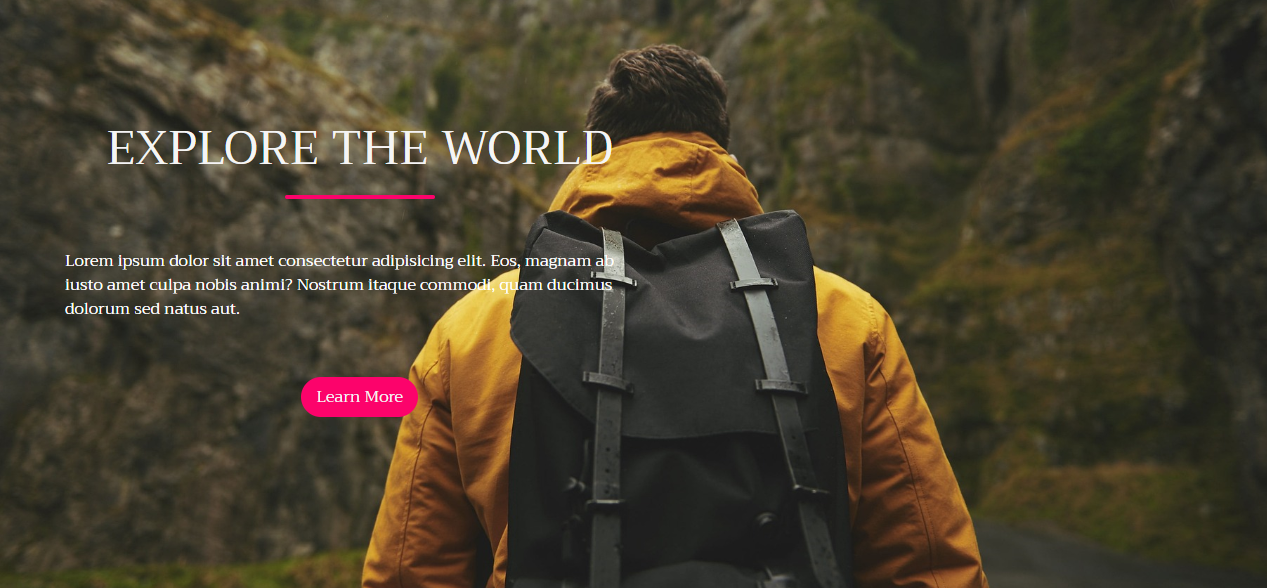 EXPLORE THE WORLD
Lorem ipsum dolor sit amet consectetur adipisicing elit. Eos, magnam ab
iusto amet culpa nobis animi? Nostrum itaque commodi, quam ducimus
dolorum sed natus aut.
Learn More